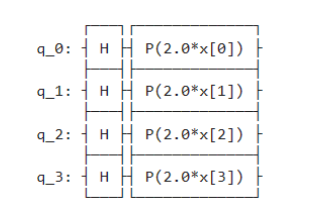 q_0: H P(2.0*x[0])
q_1: H P(2.0*x[1])
q_2: H P(2.0*x[2])
q_3: H P(2.0*x[3])